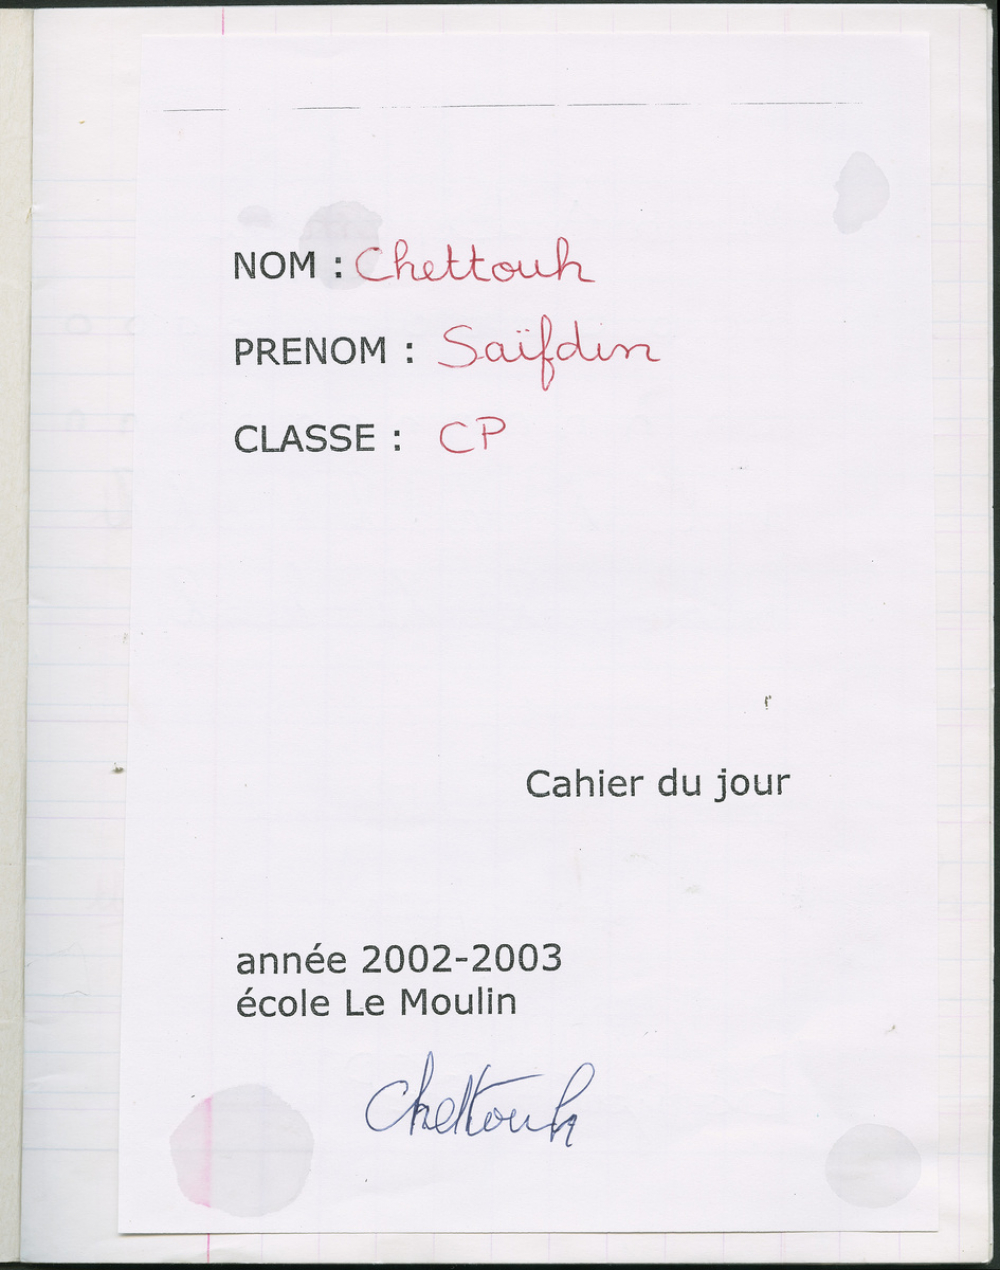 NOM : Chettouh
PRENOM : Saïfdin
CLASSE : CP
Cahier du jour
année 2002-2003
école Le Moulin
Chettouh